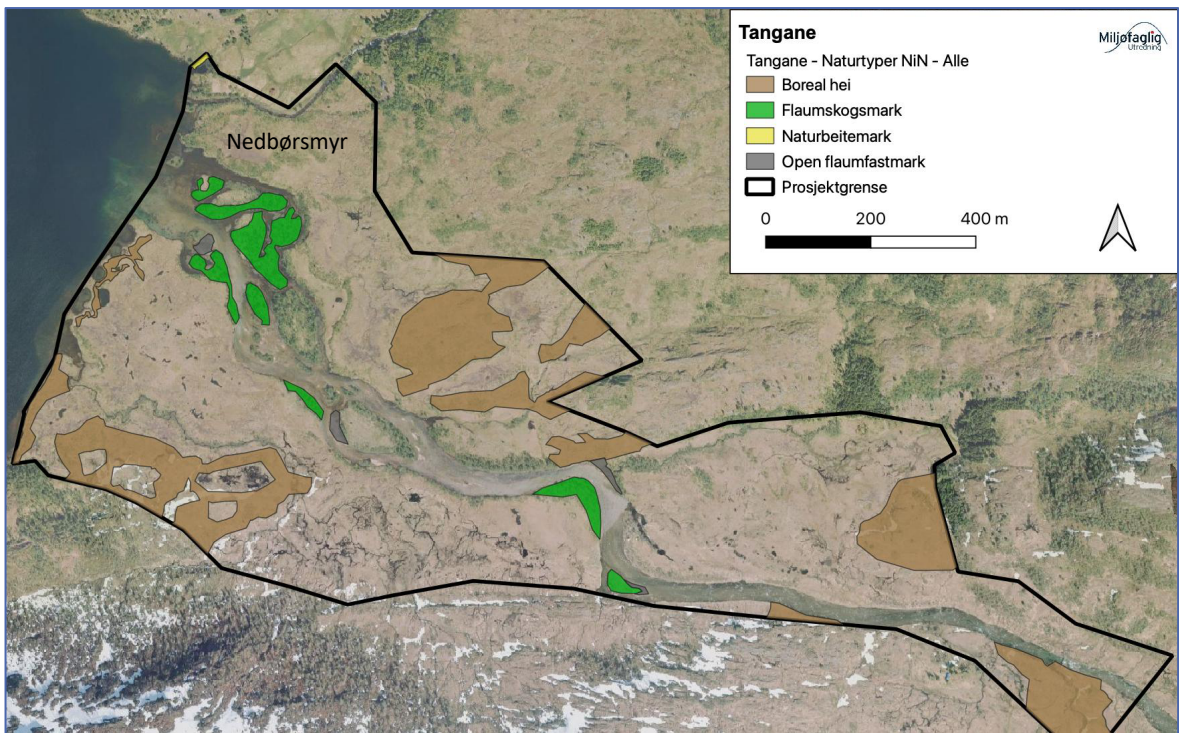 Tangane
Miljøfaglig
Utredning
Tangane - Naturtyper NiN - Alle
Boreal hei
Flaumskogsmark
Naturbeitemark
Open flaumfastmark
Prosjektgrense
0 200 400 m
Nedbørsmyr